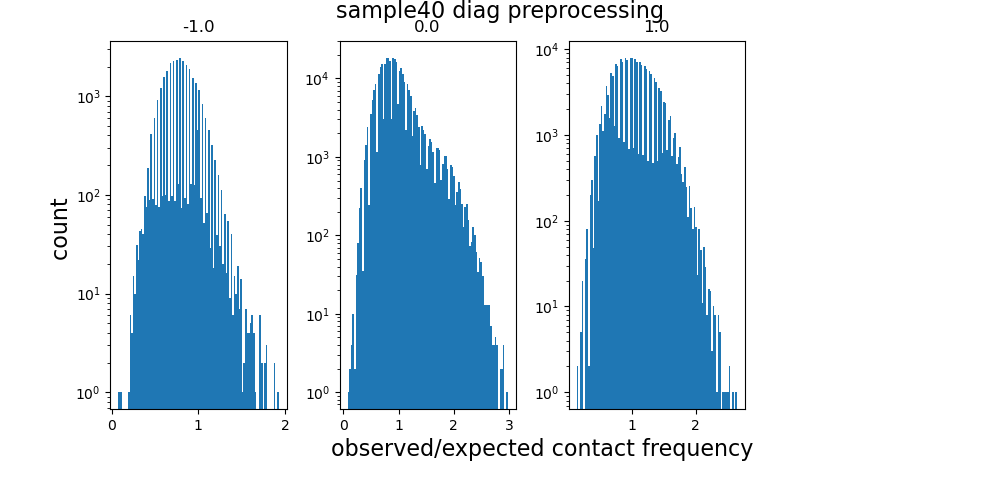 sample40 diag preprocessing
-1.0 0.0 1.0
count
10³ 10² 10¹ 10⁰
0 1 2
10⁴ 10³ 10² 10¹ 10⁰
0 1 2 3
10⁴ 10³ 10² 10¹ 10⁰
1 2
observed/expected contact frequency